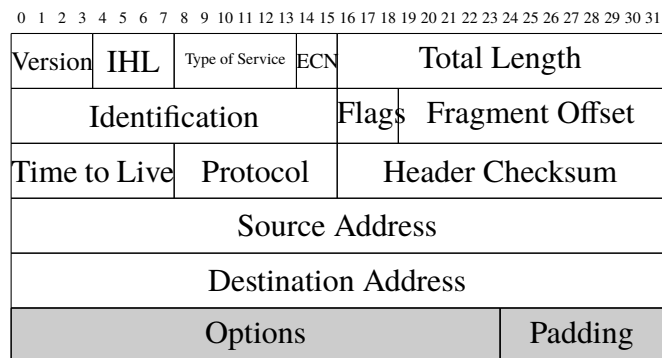 0 1 2 3 4 5 6 7 8 9 10 11 12 13 14 15 16 17 18 19 20 21 22 23 24 25 26 27 28 29 30 31
Version IHL Type of Service ECN Total Length
Identification Flags Fragment Offset
Time to Live Protocol Header Checksum
Source Address
Destination Address
Options Padding